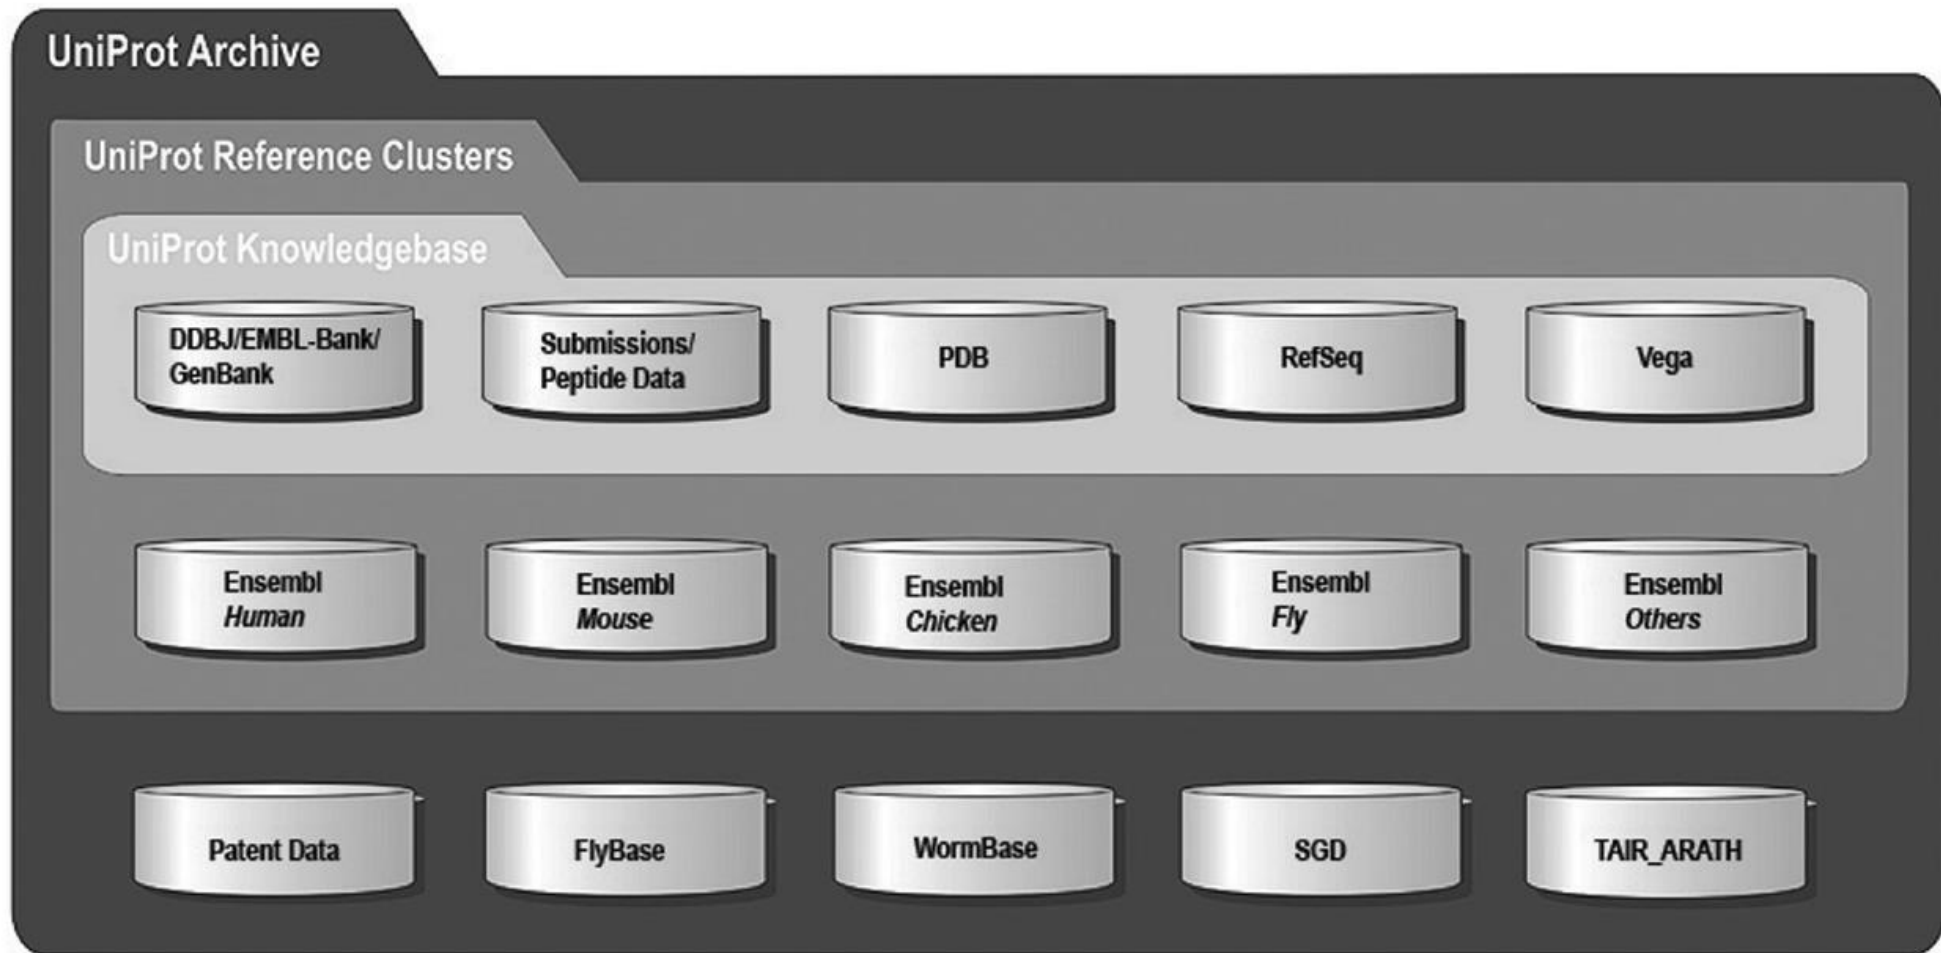 UniProt Archive
UniProt Reference Clusters
UniProt Knowledgebase
DDBJ/EMBL-Bank/
GenBank
Submissions/
Peptide Data
PDB
RefSeq
Vega
Ensembl
Human
Ensembl
Mouse
Ensembl
Chicken
Ensembl
Fly
Ensembl
Others
Patent Data
FlyBase
WormBase
SGD
TAIR_ARATH